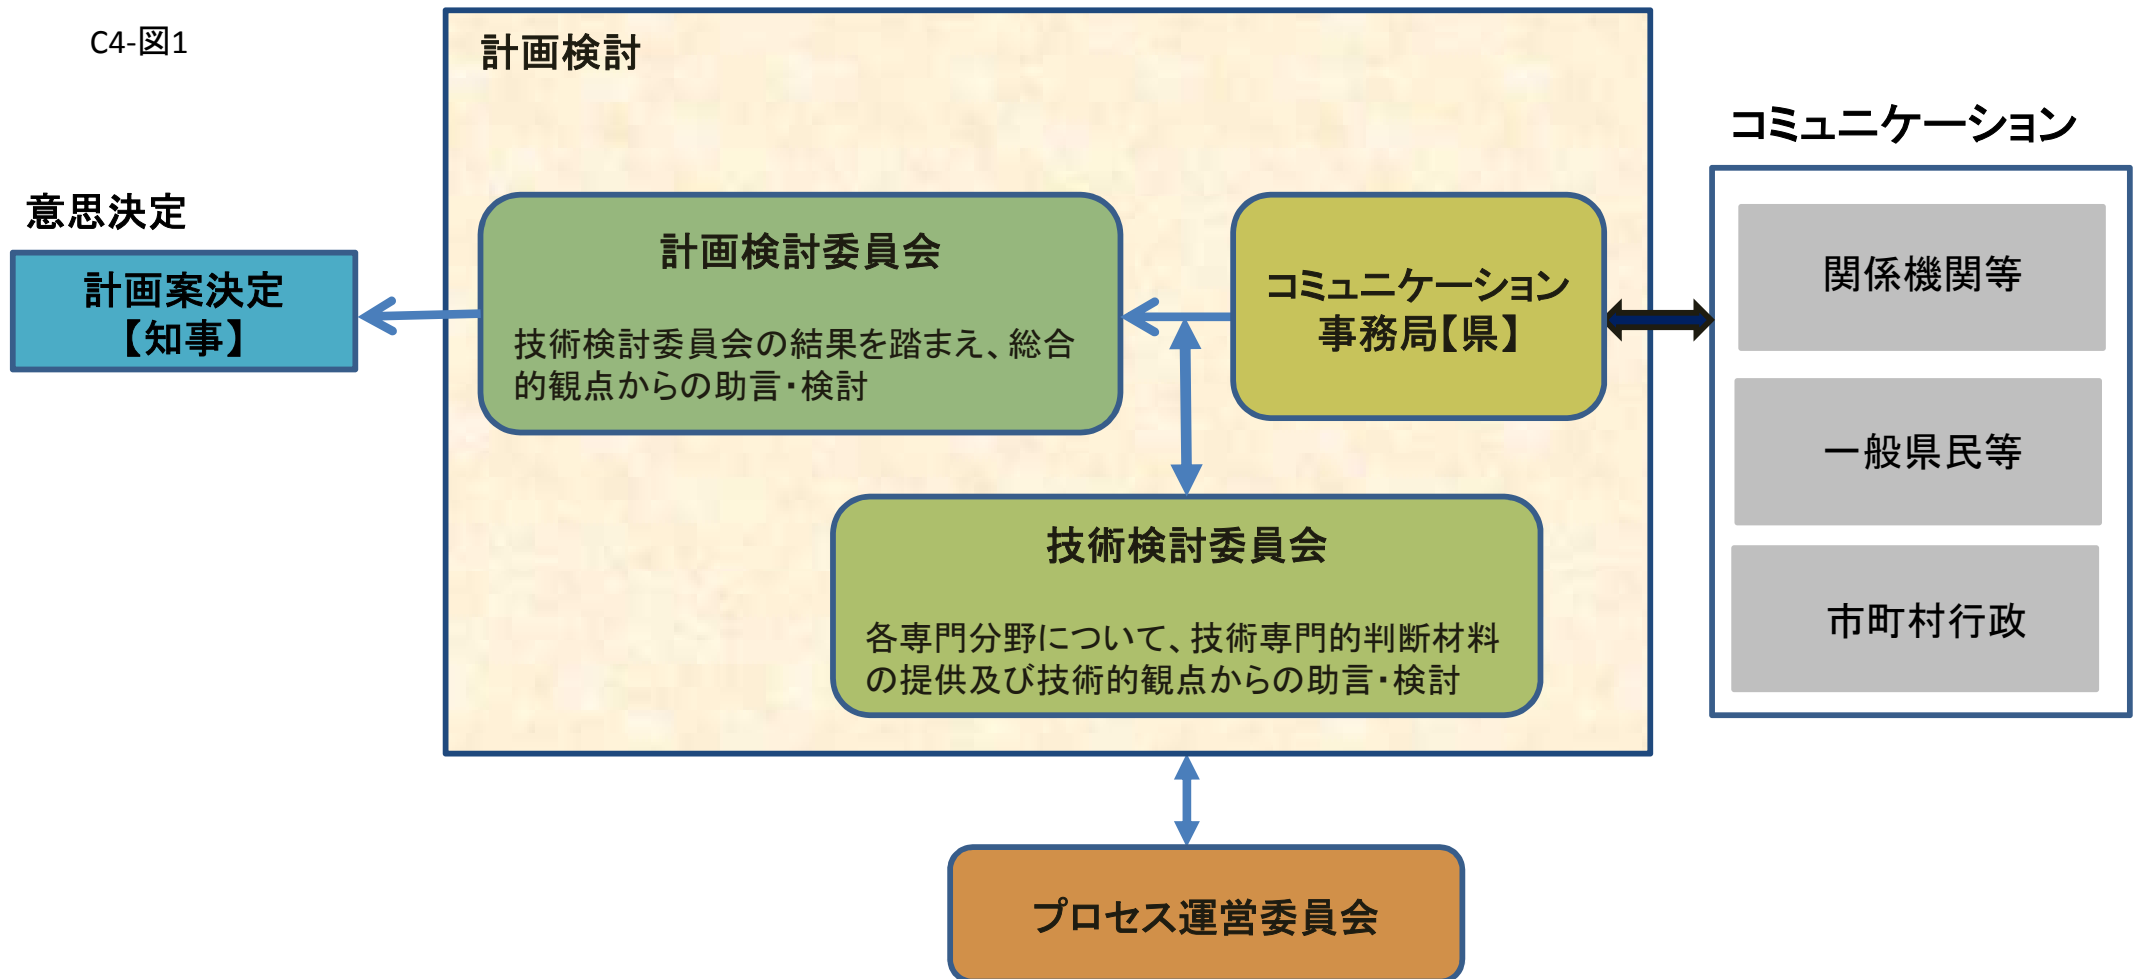 C4-図1
計画検討
コミュニケーション
意思決定
計画案決定
【知事】
計画検討委員会
技術検討委員会の結果を踏まえ、総合
的観点からの助言・検討
コミュニケーション
事務局【県】
関係機関等
一般県民等
市町村行政
技術検討委員会
各専門分野について、技術専門的判断材料
の提供及び技術的観点からの助言・検討
プロセス運営委員会